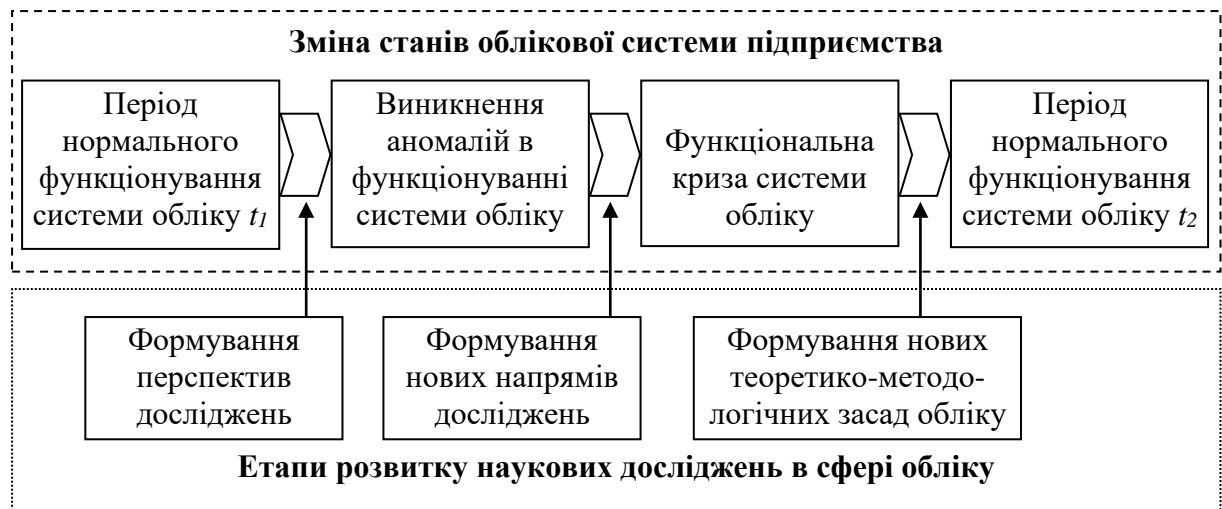 Зміна станів облікової системи підприємства
Період
нормального
функціонування
системи обліку t1
Виникнення
аномалій в
функціонуванні
системи обліку
Функціональна
криза системи
обліку
Період
нормального
функціонування
системи обліку t2
Формування
перспектив
досліджень
Формування
нових напрямів
досліджень
Формування нових
теоретико-методо-
логічних засад обліку
Етапи розвитку наукових досліджень в сфері обліку